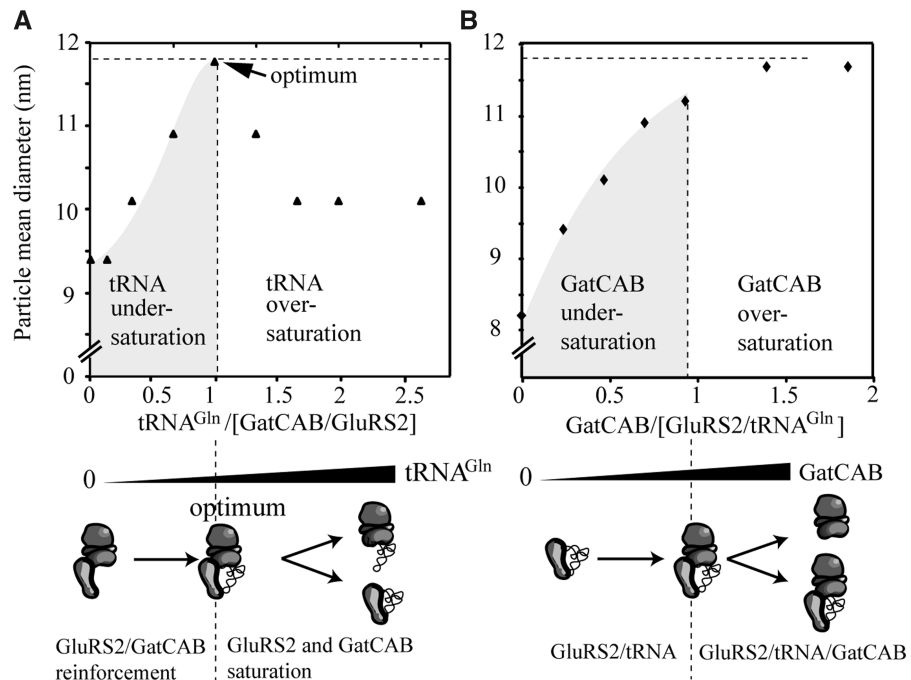 A
Particle mean diameter (nm)
12
11
10
9
0
optimum
tRNA
under-
saturation
tRNA
over-
saturation
0
0.5
1
1.5
2
2.5
tRNAGln/[GatCAB/GluRS2]
0
tRNAGln
optimum
GluRS2/GatCAB
reinforcement
GluRS2 and GatCAB
saturation
B
12
11
10
9
8
GatCAB
under-
saturation
GatCAB
over-
saturation
0
0.5
1
1.5
2
GatCAB/[GluRS2/tRNAGln]
0
GatCAB
GluRS2/tRNA
GluRS2/tRNA/GatCAB